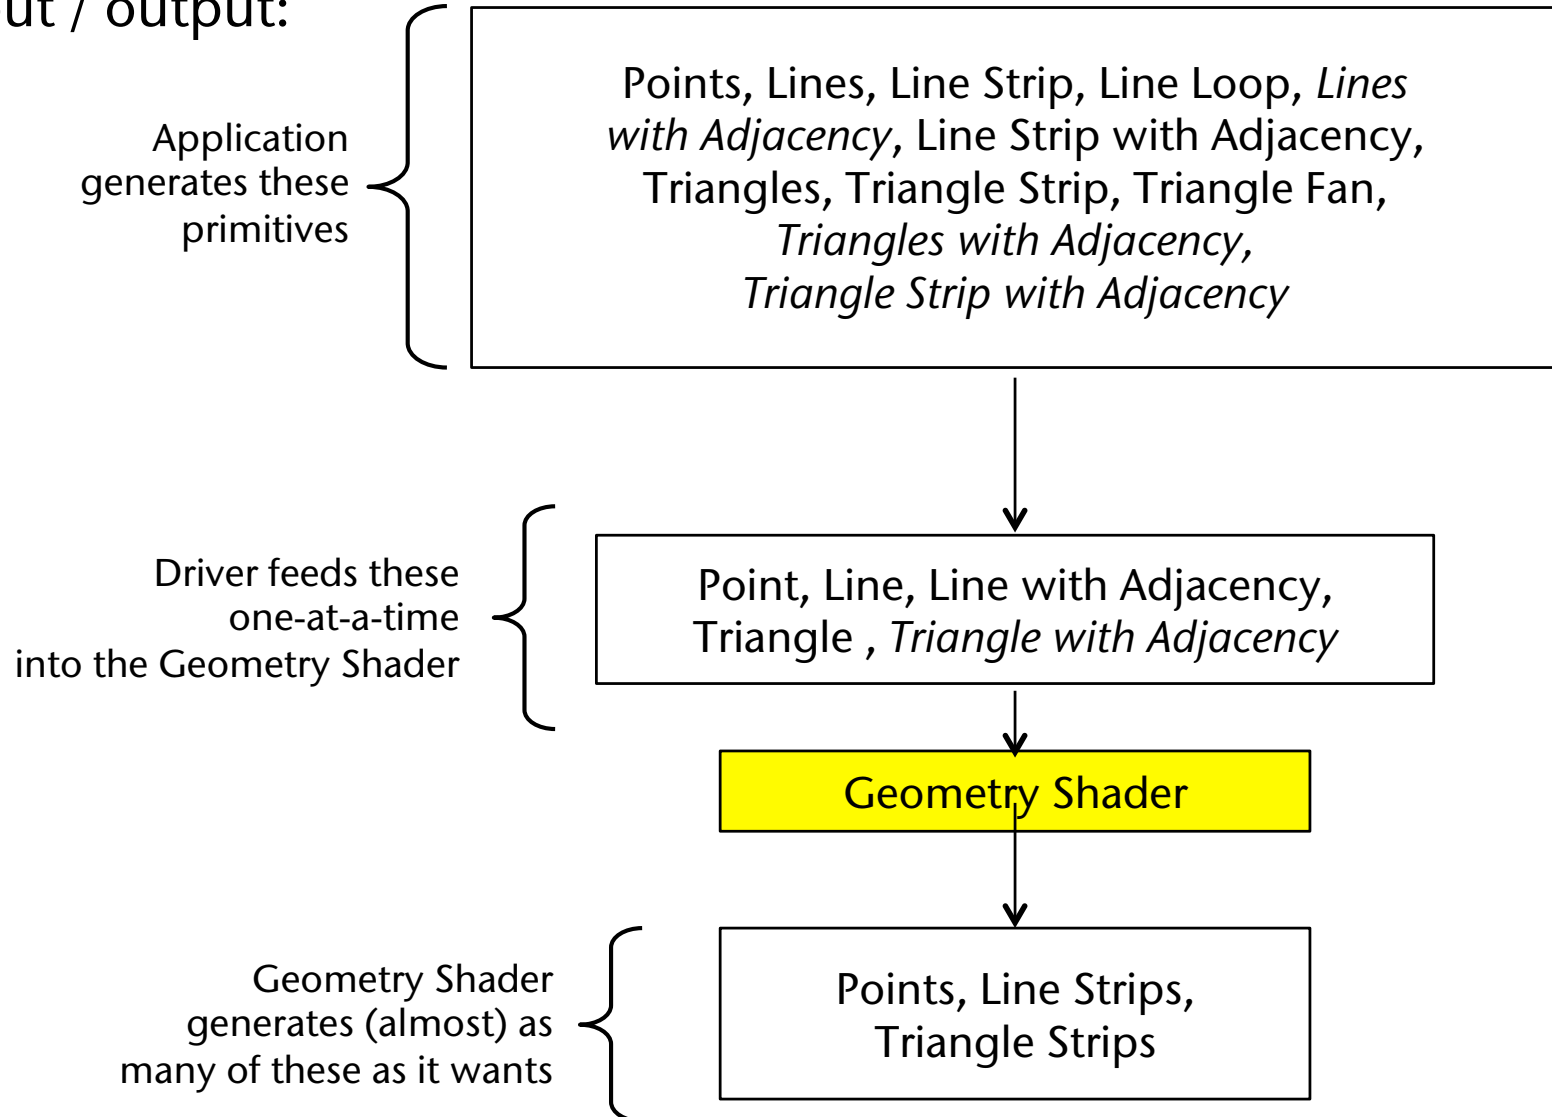 / output:
Application
generates these
primitives
Points, Lines, Line Strip, Line Loop, Lines
with Adjacency, Line Strip with Adjacency,
Triangles, Triangle Strip, Triangle Fan,
Triangles with Adjacency,
Triangle Strip with Adjacency
Driver feeds these
one-at-a-time
into the Geometry Shader
Point, Line, Line with Adjacency,
Triangle , Triangle with Adjacency
Geometry Shader
Geometry Shader
generates (almost) as
many of these as it wants
Points, Line Strips,
Triangle Strips